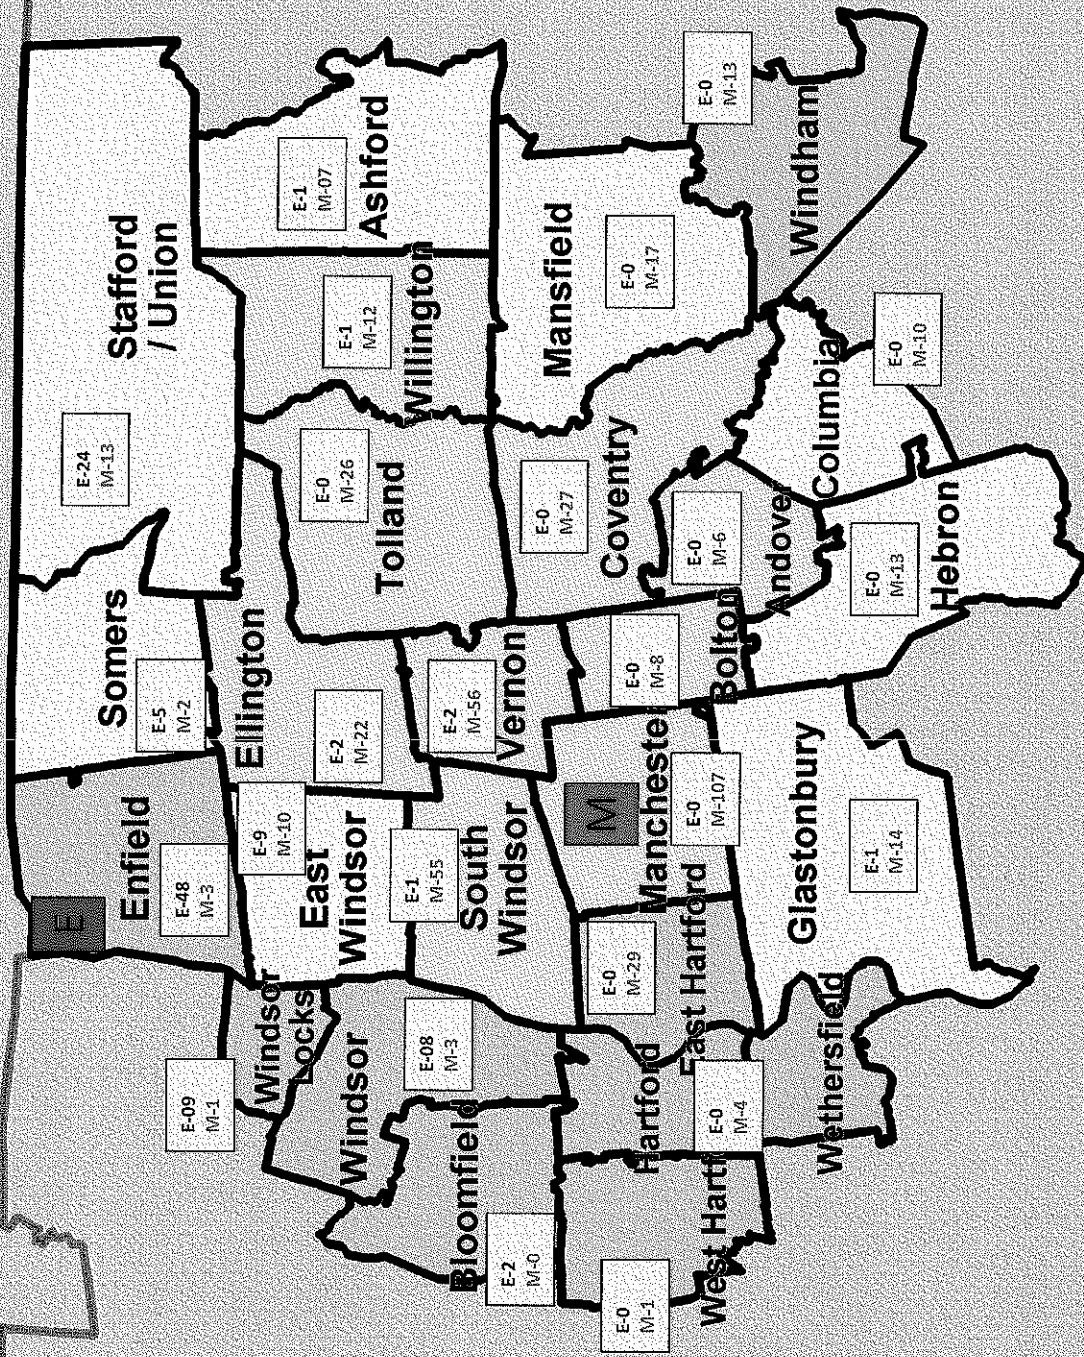 E
Enfield
E-48
M-3
Somers
E-5
M-2
Stafford
/ Union
E-24
M-13
E-09
M-1
Windsor
Locks
East
Windsor
E-9
M-10
Ellington
E-2
M-22
Tolland
E-0
M-26
Willington
E-1
M-12
Ashford
E-1
M-07
Windsor
E-08
M-3
Bloomfield
E-2
M-0
South
Windsor
E-1
M-55
Vernon
E-2
M-56
Coventry
E-0
M-27
Mansfield
E-0
M-17
West Hartf
E-0
M-1
Hartford
E-0
M-4
East Hartford
E-0
M-29
M
Manchester
E-0
M-107
Bolton
E-0
M-8
Andover
E-0
M-6
Columbia
E-0
M-10
Windham
E-0
M-13
Wethersfield
Glastonbury
E-1
M-14
Hebron
E-0
M-13